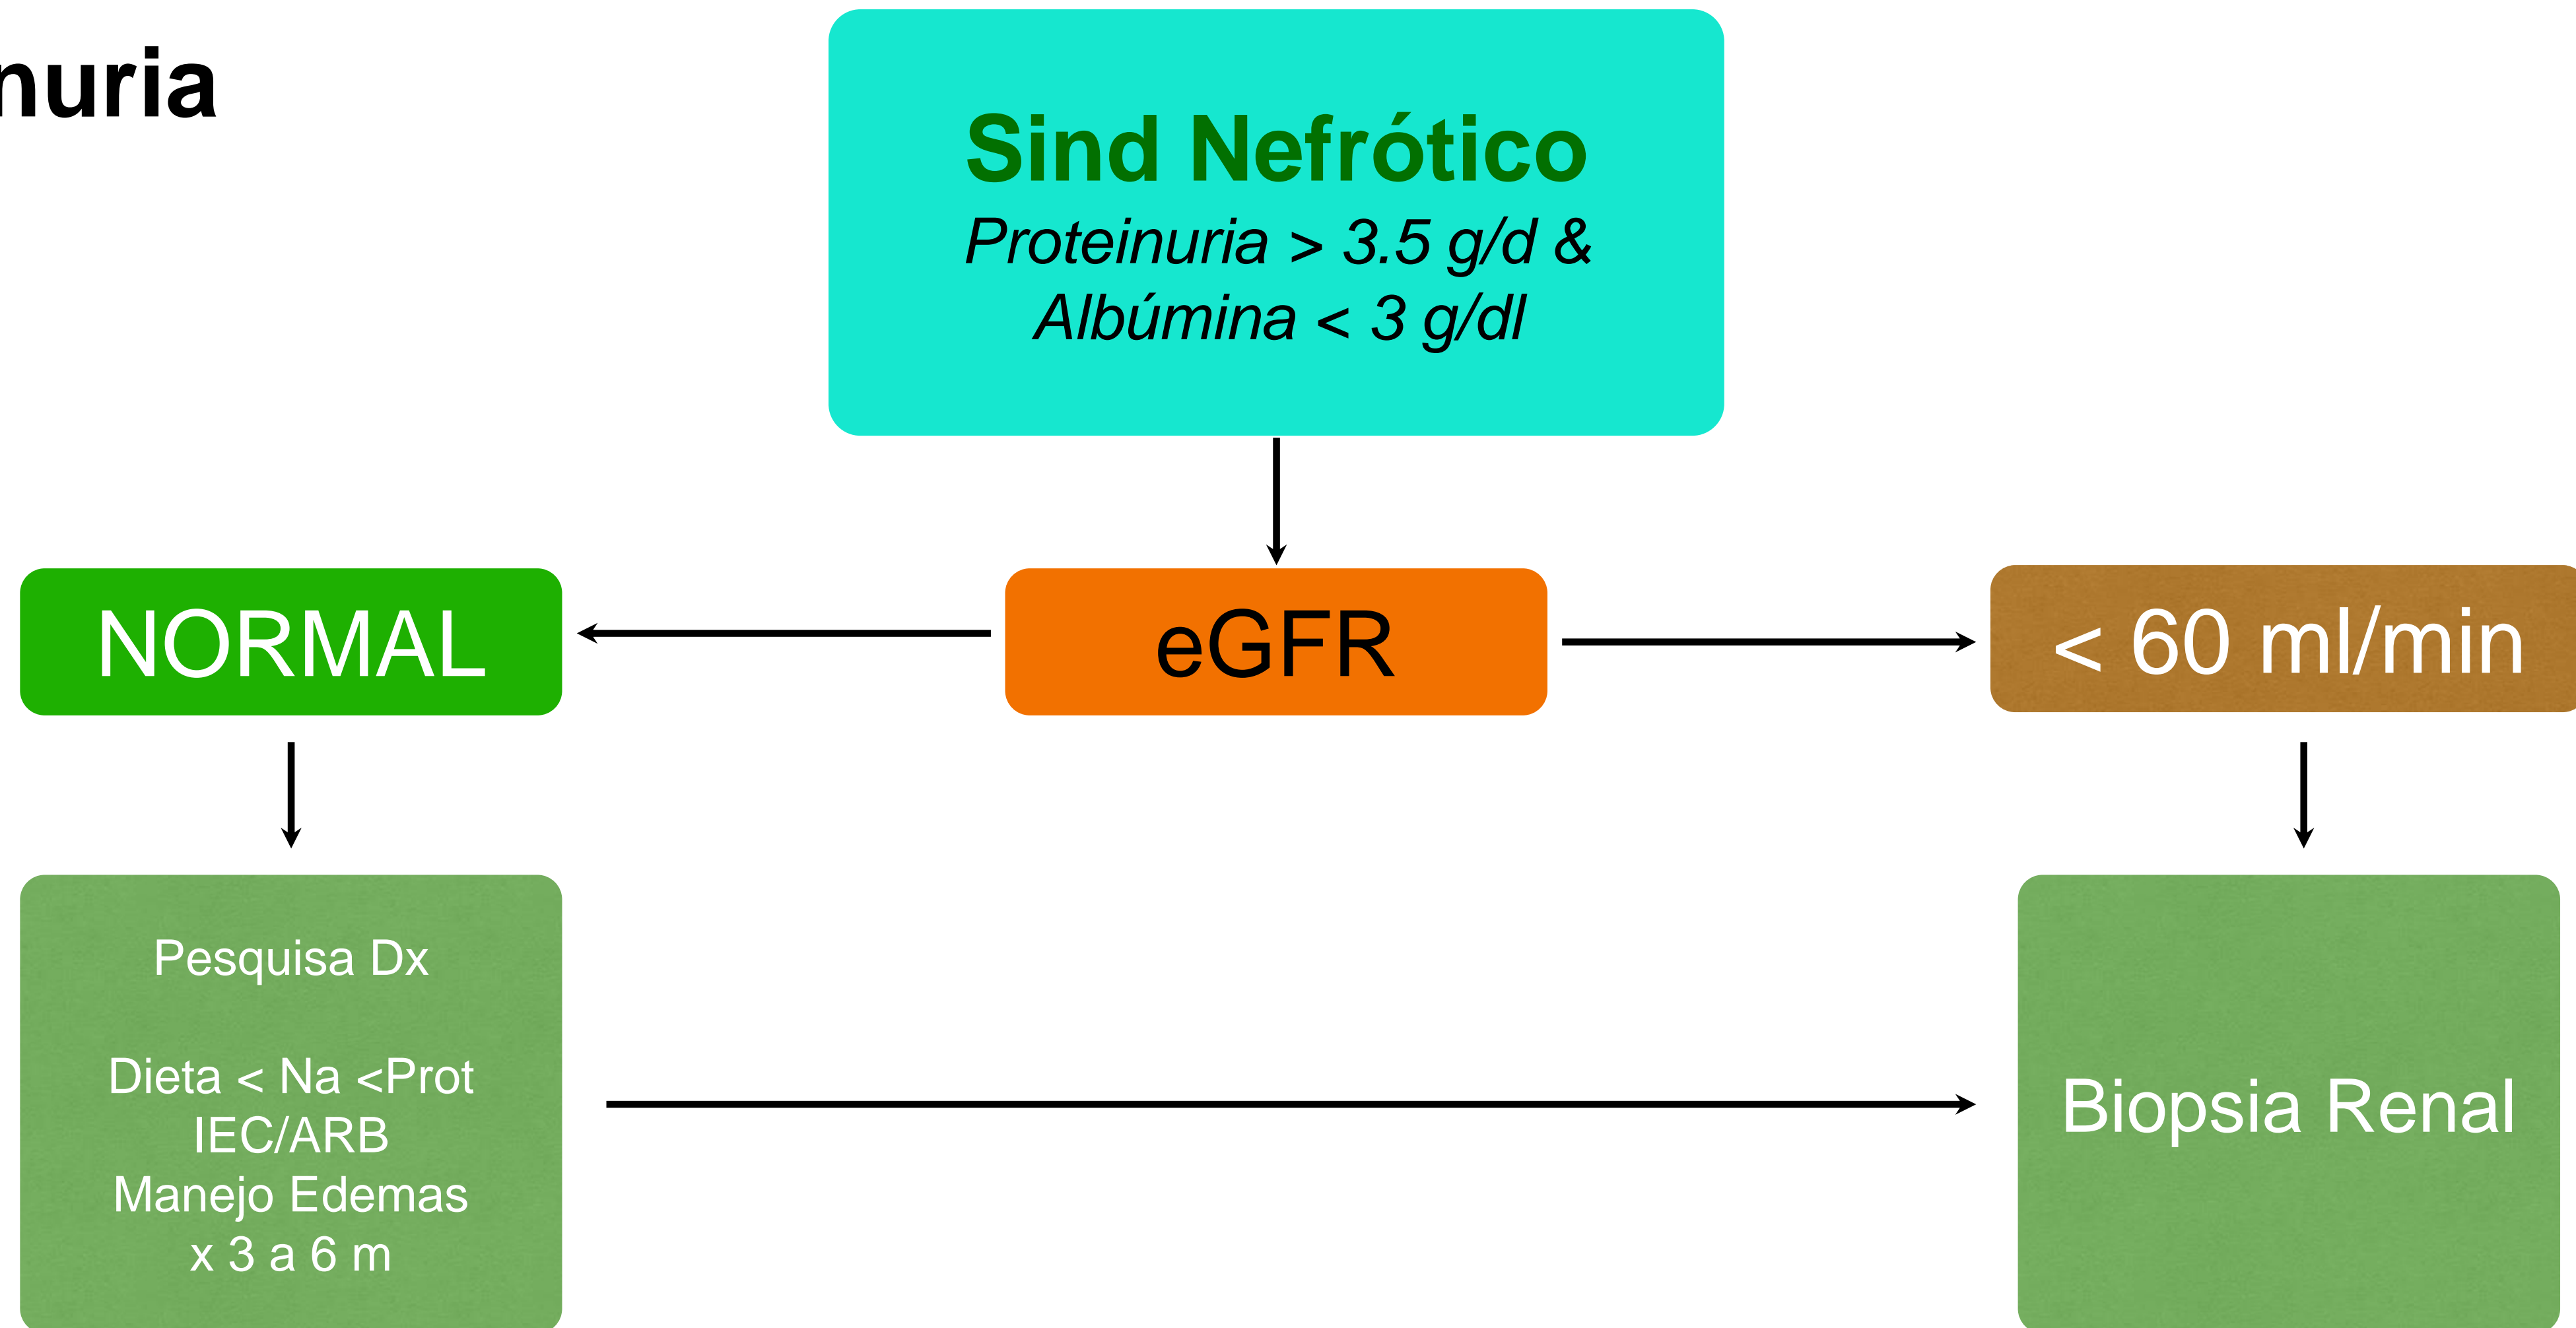 nuria
Sind Nefrótico
Proteinuria > 3.5 g/d &
Albúmina < 3 g/dl
NORMAL
eGFR
< 60 ml/min
Pesquisa Dx
Dieta < Na <Prot
IEC/ARB
Manejo Edemas
x 3 a 6 m
Biopsia Renal